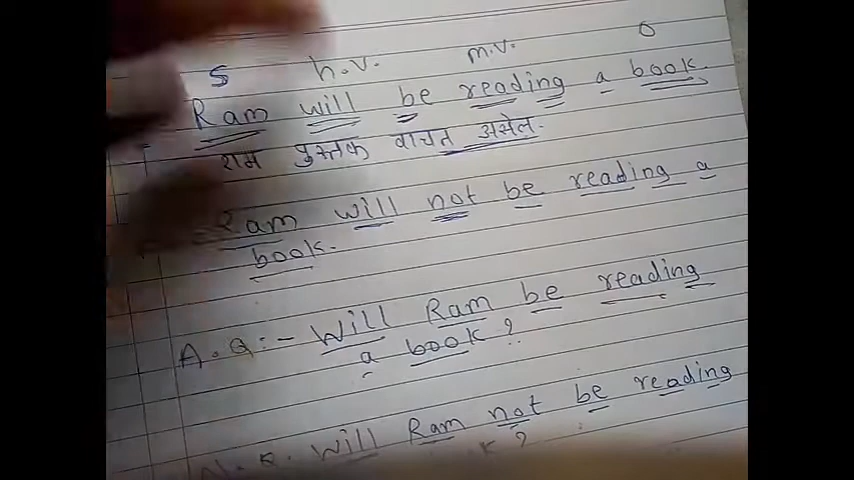 S h.v. m.v. O
Ram will be reading a book.
राम पुस्तक वाचत असेल.
Ram will not be reading a
book.
A.Q:- Will Ram be reading
a book?
Will Ram not be reading
k?